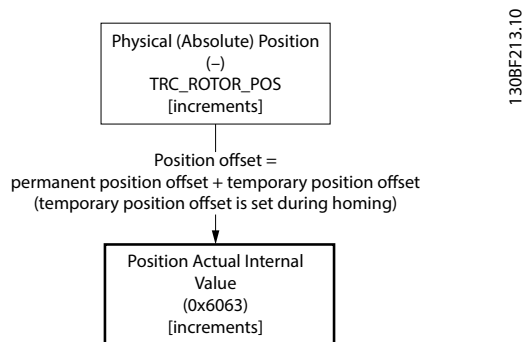 Physical (Absolute) Position
(–)
TRC_ROTOR_POS
[increments]
Position offset =
permanent position offset + temporary position offset
(temporary position offset is set during homing)
Position Actual Internal
Value
(0x6063)
[increments]
130BF213.10